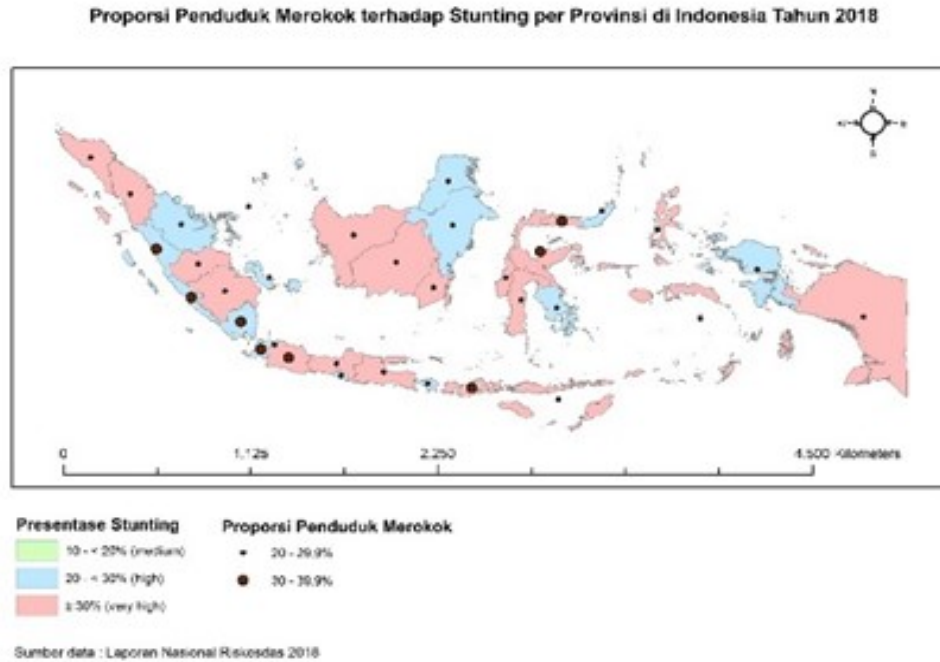 Proporsi Penduduk Merokok terhadap Stunting per Provinsi di Indonesia Tahun 2018
0 1,125 2,250 4,500 Kilometers
Presentase Stunting
10 - < 20% (medium)
20 - < 30% (high)
≥ 30% (very high)
Proporsi Penduduk Merokok
20 - 29.9%
30 - 39.9%
Sumber data : Laporan Nasional Riskesdas 2018